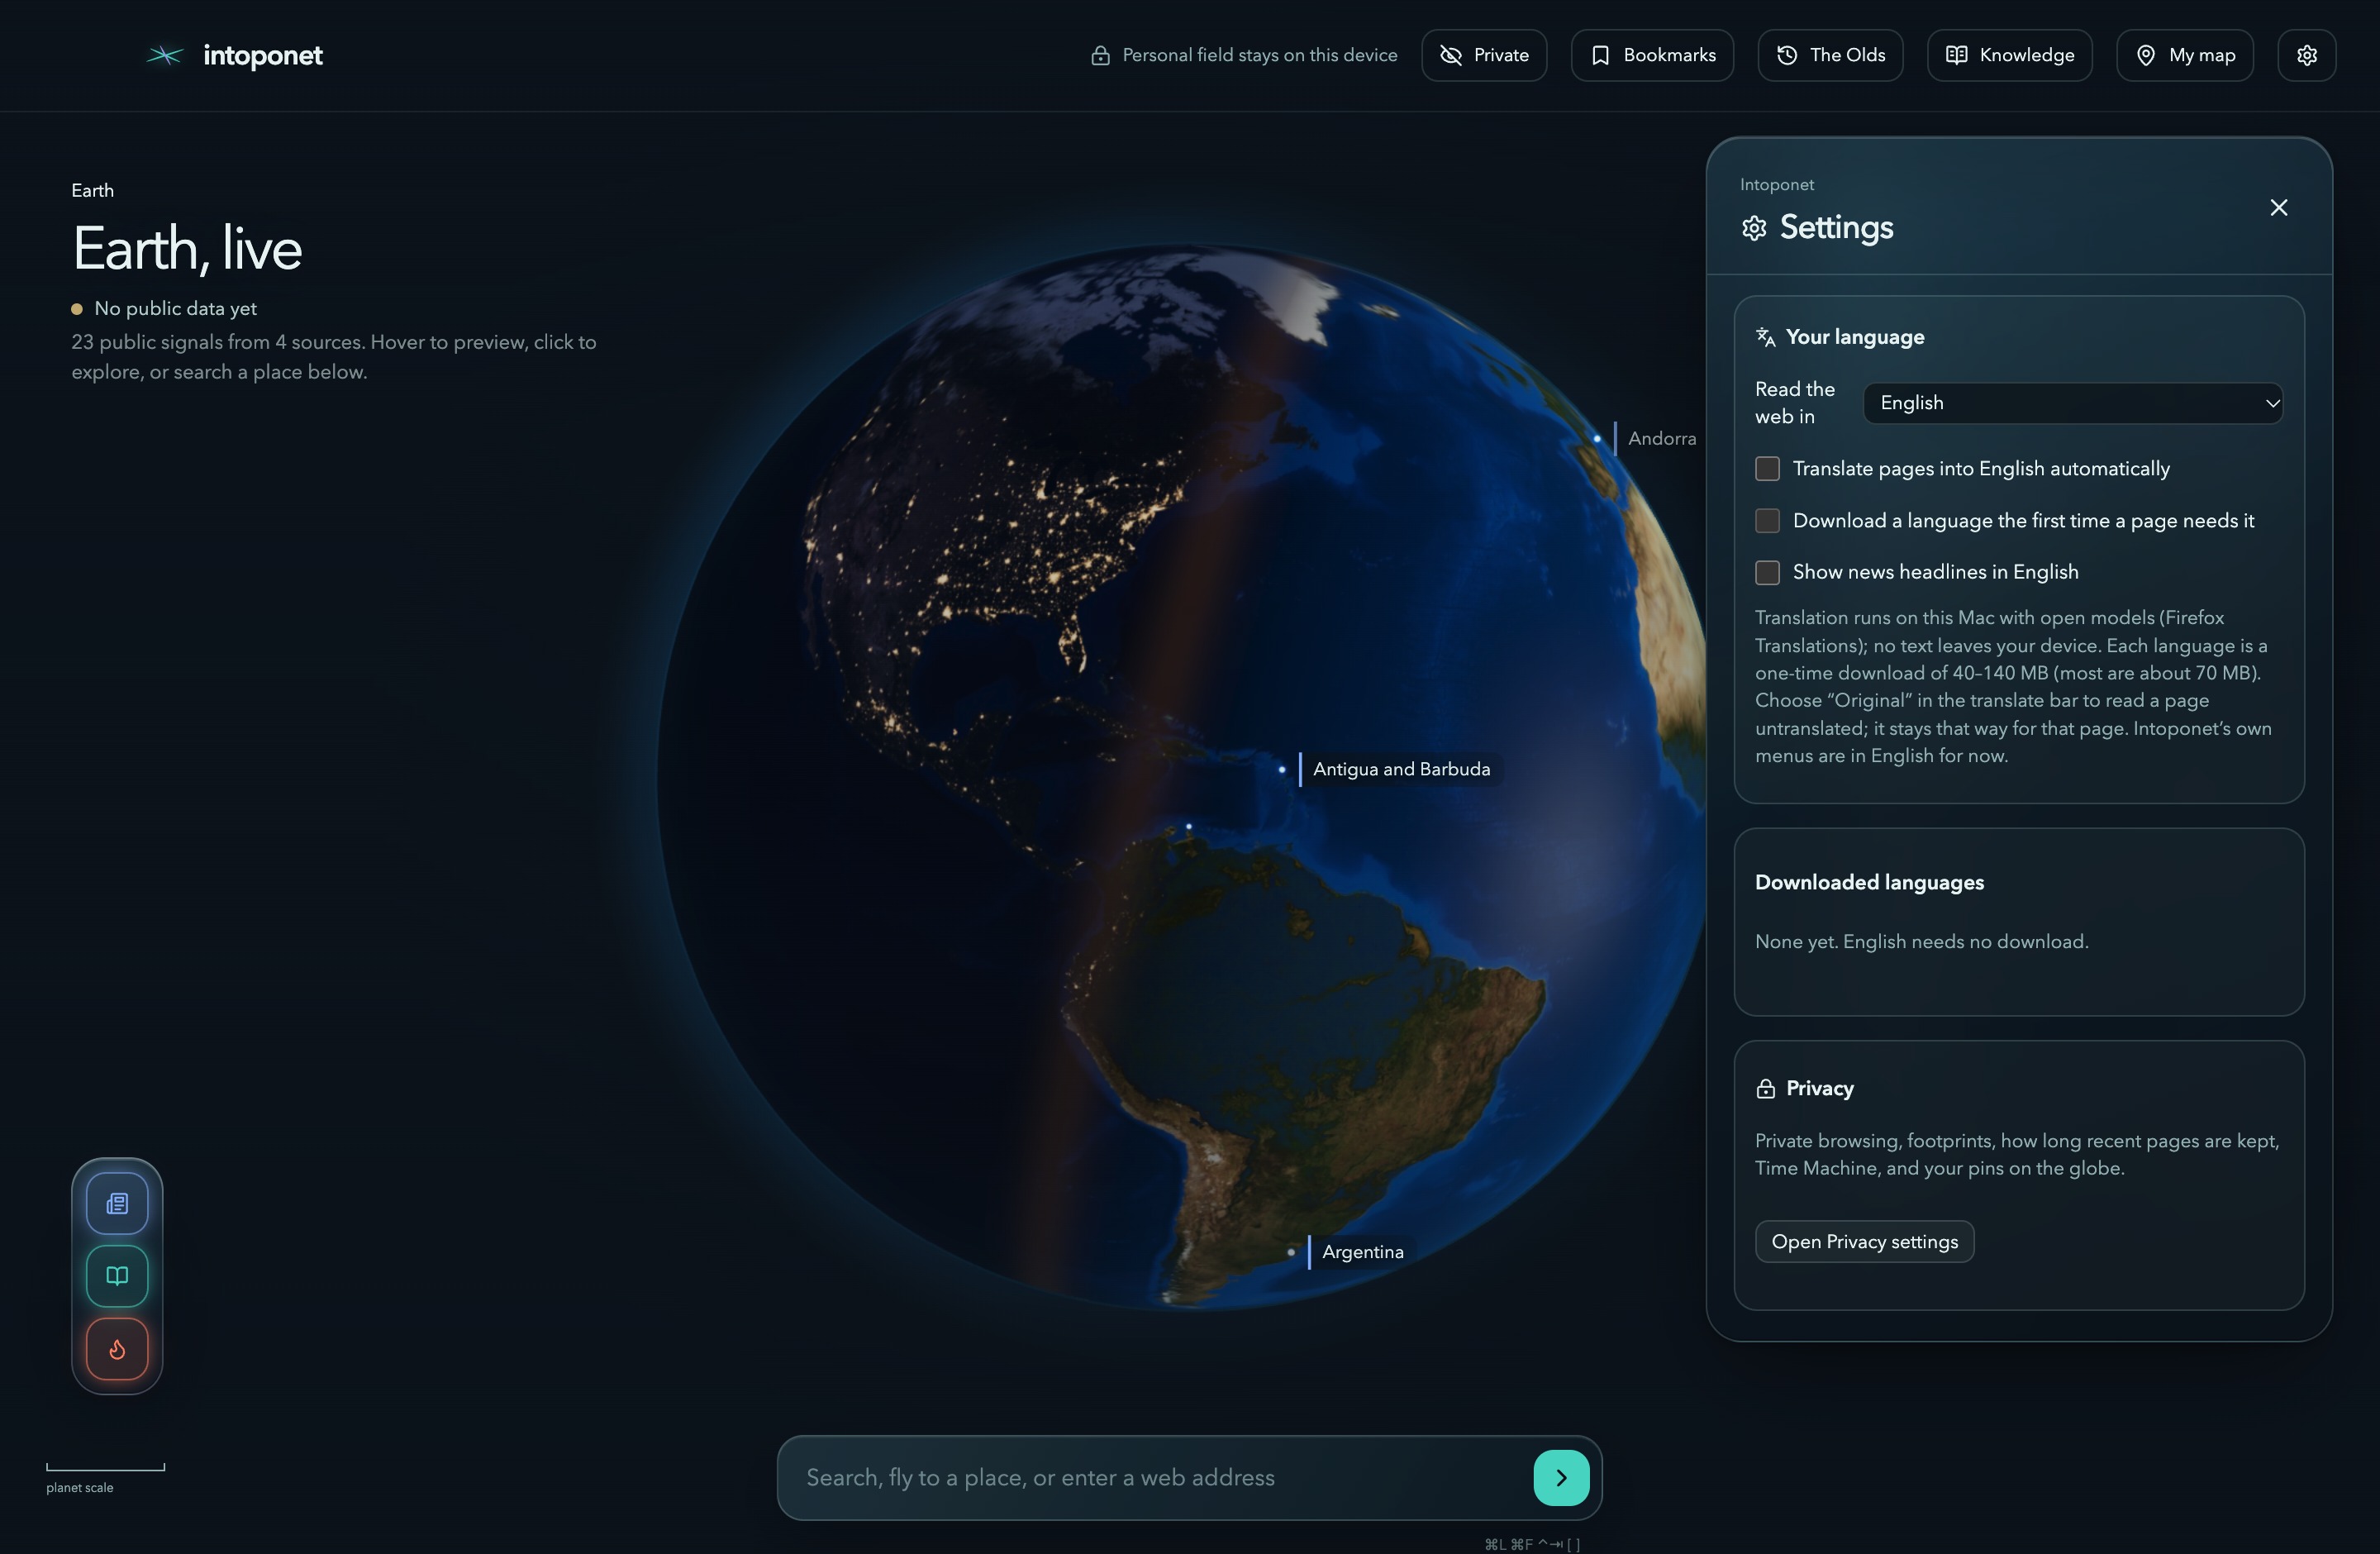 intoponet
Personal field stays on this device
Private
Bookmarks
The Olds
Knowledge
My map
Earth
Earth, live
No public data yet
23 public signals from 4 sources. Hover to preview, click to
explore, or search a place below.
Andorra
Antigua and Barbuda
Argentina
Intoponet
Settings
Your language
Read the
web in
English
Translate pages into English automatically
Download a language the first time a page needs it
Show news headlines in English
Translation runs on this Mac with open models (Firefox
Translations); no text leaves your device. Each language is a
one-time download of 40–140 MB (most are about 70 MB).
Choose “Original” in the translate bar to read a page
untranslated; it stays that way for that page. Intoponet’s own
menus are in English for now.
Downloaded languages
None yet. English needs no download.
Privacy
Private browsing, footprints, how long recent pages are kept,
Time Machine, and your pins on the globe.
Open Privacy settings
planet scale
Search, fly to a place, or enter a web address
⌘L ⌘F ⌃⇥ [ ]